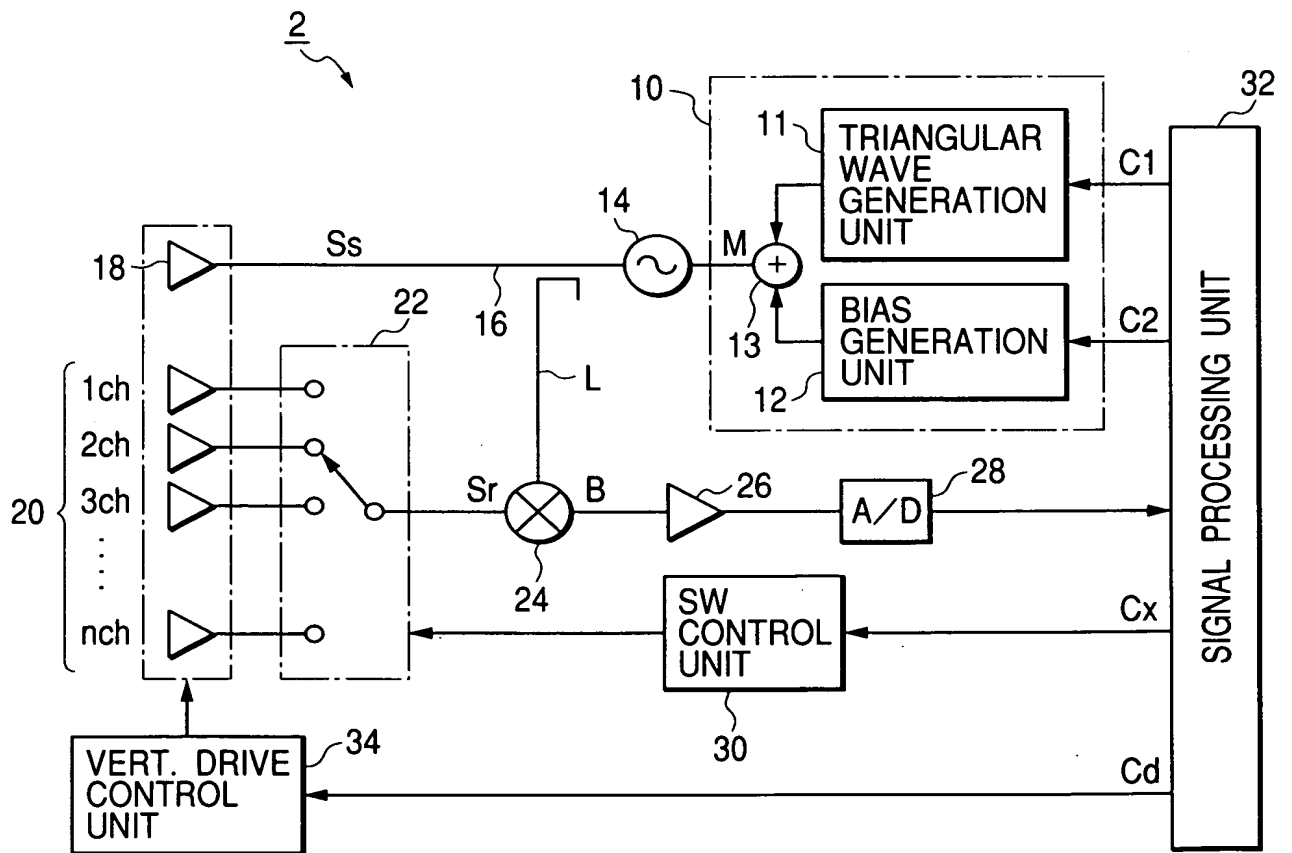 2
10
11
TRIANGULAR
WAVE
GENERATION
UNIT
C1
32
14
M
+
13
18
Ss
16
BIAS
GENERATION
UNIT
12
C2
22
L
SIGNAL PROCESSING UNIT
20
1ch
2ch
3ch
nch
Sr
B
24
26
A/D
28
SW
CONTROL
UNIT
30
Cx
VERT. DRIVE
CONTROL
UNIT
34
Cd